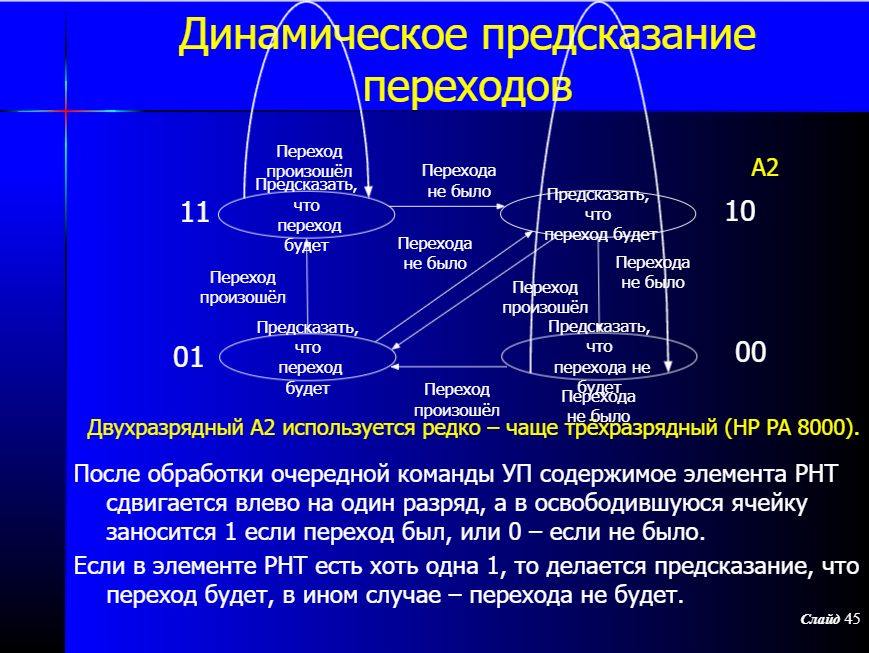 Динамическое предсказание
переходов
Переход
произошёл
Перехода
не было
А2
Предсказать,
что
переход
будет
11
Предсказать,
что
переход будет
10
Перехода
не было
Перехода
не было
Переход
произошёл
Переход
произошёл
Предсказать,
что
переход
будет
01
Предсказать,
что
перехода не
будет
00
Переход
произошёл
Перехода
не было
Двухразрядный А2 используется редко – чаще трёхразрядный (HP PA 8000).
После обработки очередной команды УП содержимое элемента PHT
сдвигается влево на один разряд, а в освободившуюся ячейку
заносится 1 если переход был, или 0 – если не было.
Если в элементе PHT есть хоть одна 1, то делается предсказание, что
переход будет, в ином случае – перехода не будет.
Слайд 45